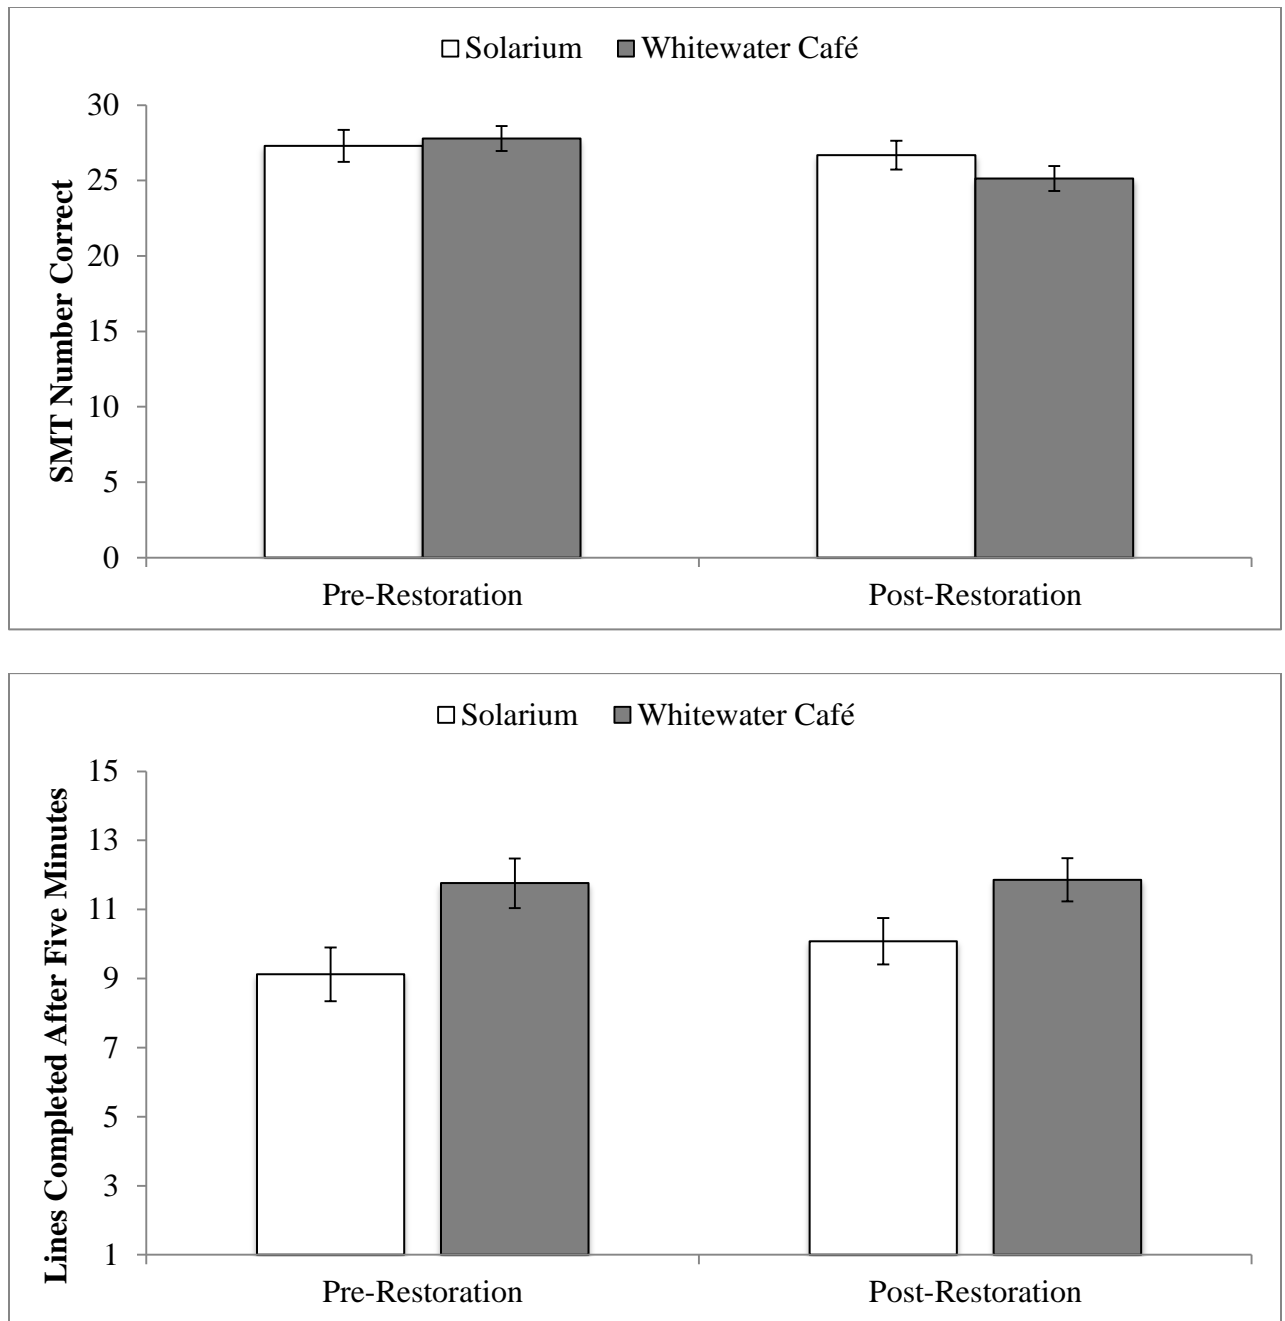 Solarium Whitewater Café
30
25
20
15
10
5
0
SMT Number Correct
Pre-Restoration Post-Restoration
Solarium Whitewater Café
15
13
11
9
7
5
3
1
Lines Completed After Five Minutes
Pre-Restoration Post-Restoration